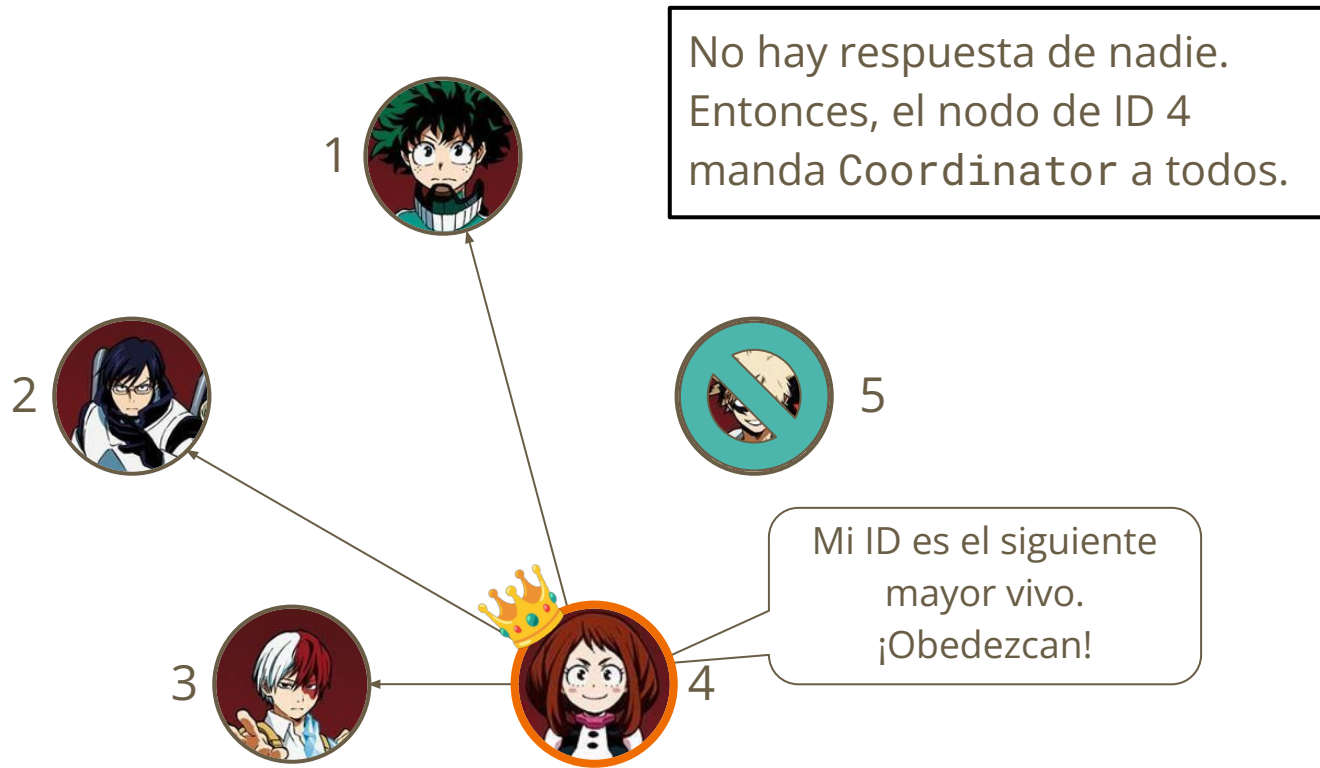 No hay respuesta de nadie.
Entonces, el nodo de ID 4
manda Coordinator a todos.
1
2
5
Mi ID es el siguiente
mayor vivo.
¡Obedezcan!
3
4